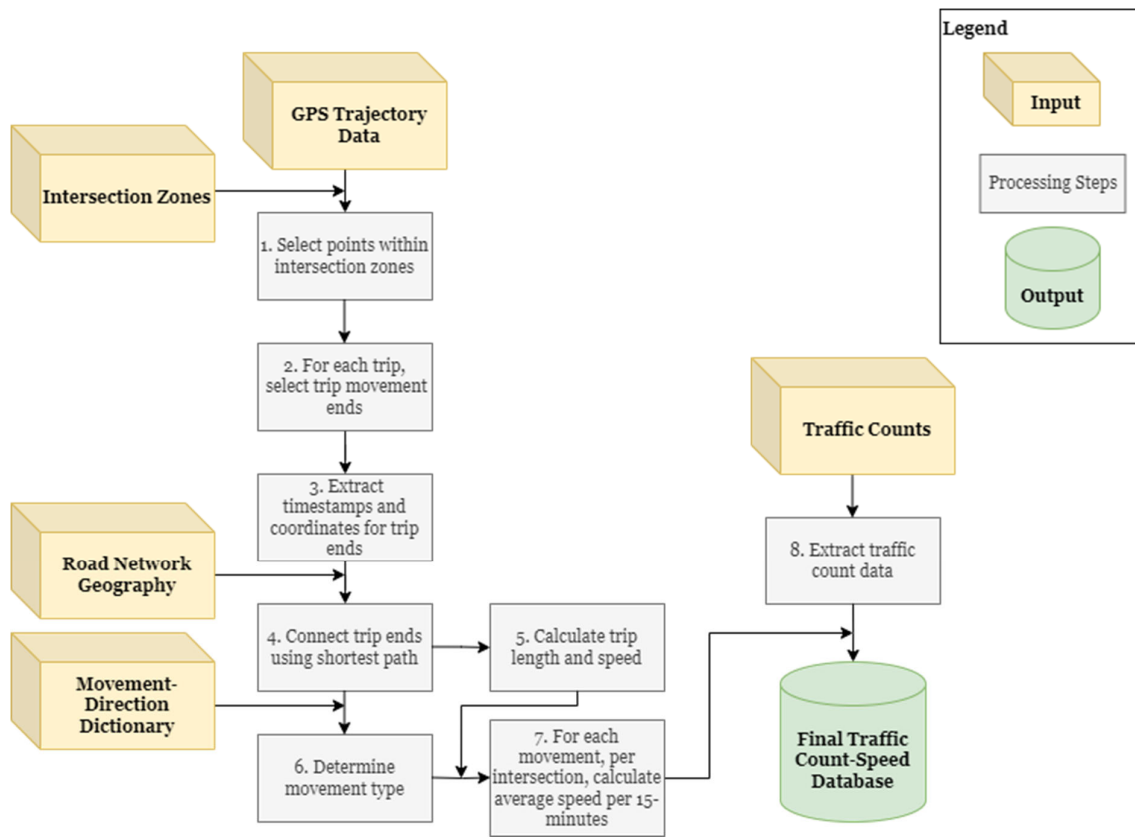 Legend
Input
Processing Steps
Output
GPS Trajectory
Data
Intersection Zones
1. Select points within
intersection zones
2. For each trip,
select trip movement
ends
3. Extract
timestamps and
coordinates for trip
ends
Road Network
Geography
4. Connect trip ends
using shortest path
5. Calculate trip
length and speed
Movement-
Direction
Dictionary
6. Determine
movement type
7. For each
movement, per
intersection, calculate
average speed per 15-
minutes
Traffic Counts
8. Extract traffic
count data
Final Traffic
Count-Speed
Database